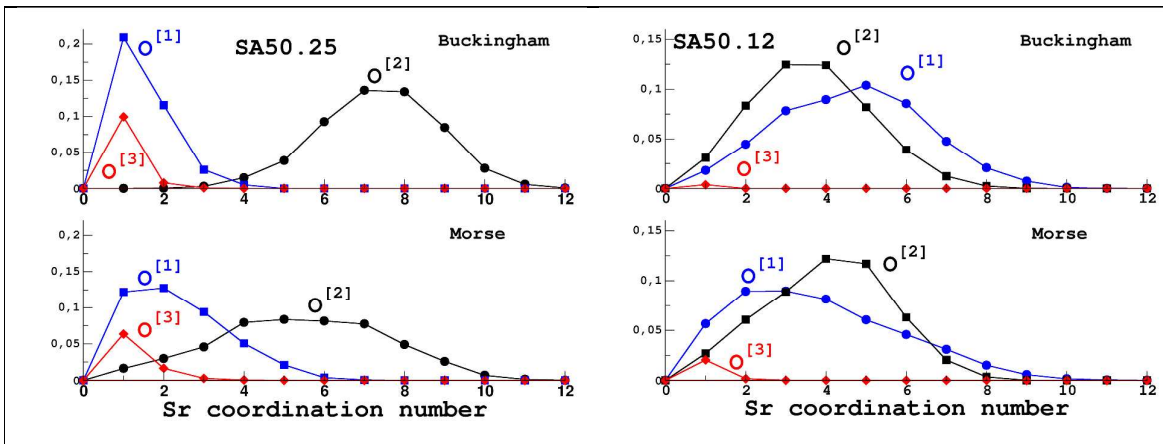 SA50.25
Buckingham
O[1]
O[2]
O[3]
0,2
0,15
0,1
0,05
0
0 2 4 6 8 10 12
Morse
O[1]
O[2]
O[3]
0,2
0,15
0,1
0,05
0
0 2 4 6 8 10 12
Sr coordination number
SA50.12
Buckingham
O[2]
O[1]
O[3]
0,15
0,1
0,05
0
0 2 4 6 8 10 12
Morse
O[1]
O[2]
O[3]
0,15
0,1
0,05
0
0 2 4 6 8 10 12
Sr coordination number